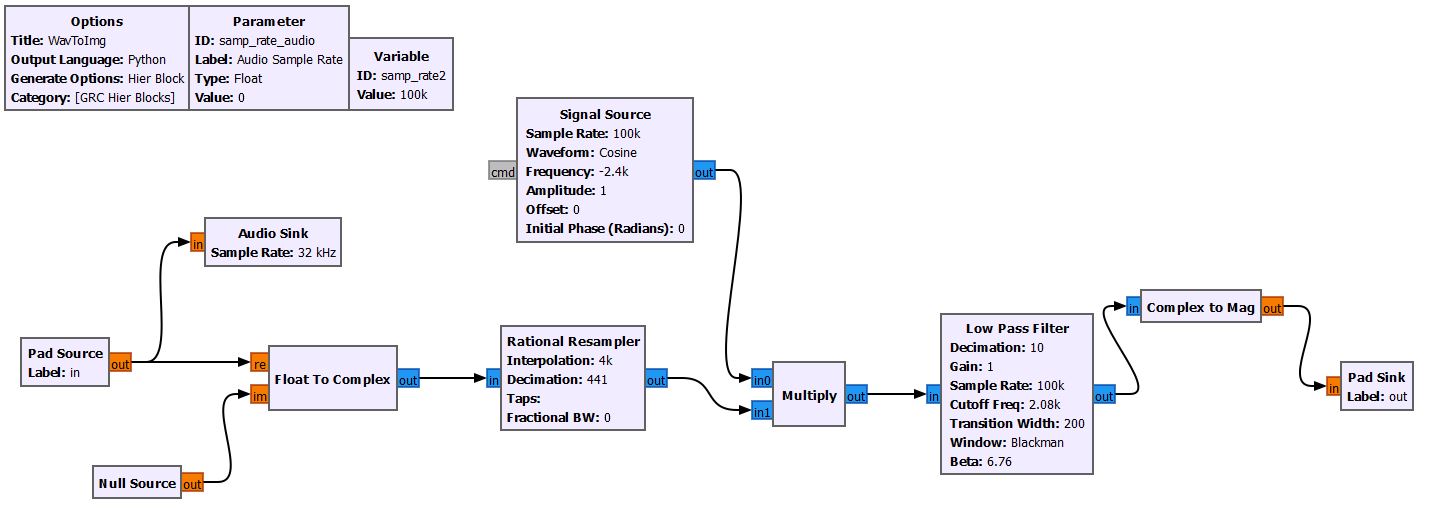 Options
Title: WavToImg
Output Language: Python
Generate Options: Hier Block
Category: [GRC Hier Blocks]
Parameter
ID: samp_rate_audio
Label: Audio Sample Rate
Type: Float
Value: 0
Variable
ID: samp_rate2
Value: 100k
Signal Source
Sample Rate: 100k
Waveform: Cosine
Frequency: -2.4k
Amplitude: 1
Offset: 0
Initial Phase (Radians): 0
cmd
out
Audio Sink
Sample Rate: 32 kHz
in
Pad Source
Label: in
out
Float To Complex
re
im
out
Null Source
out
Rational Resampler
Interpolation: 4k
Decimation: 441
Taps:
Fractional BW: 0
in
out
Multiply
in0
in1
out
Low Pass Filter
Decimation: 10
Gain: 1
Sample Rate: 100k
Cutoff Freq: 2.08k
Transition Width: 200
Window: Blackman
Beta: 6.76
in
out
Complex to Mag
in
out
Pad Sink
Label: out
in